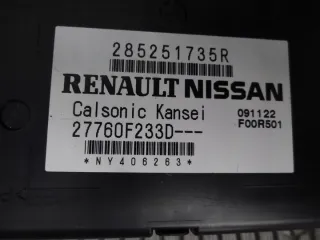 285251735R
RENAULT NISSAN
Calsonic Kansei
091122
27760F233D---
F00R501
*NY406263*